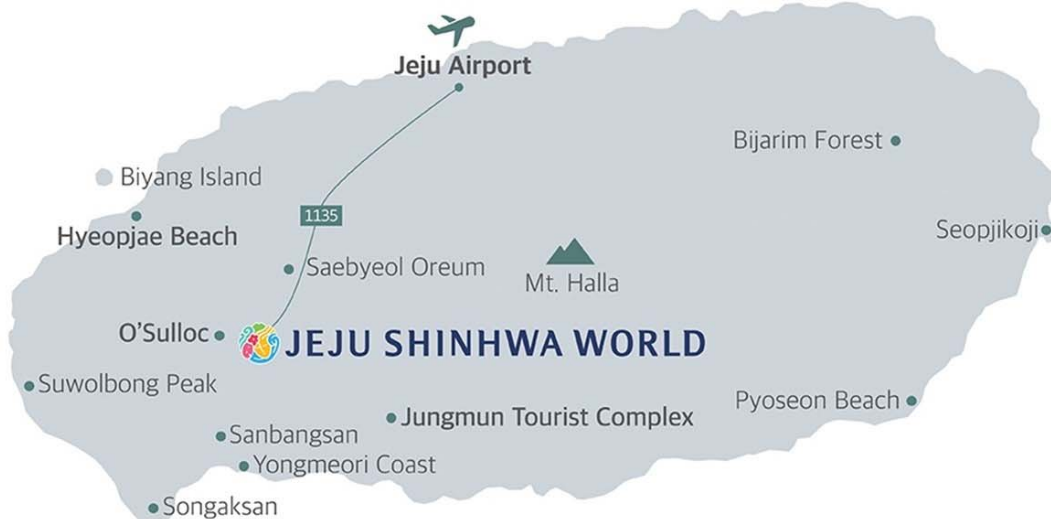 Jeju Airport
Bijarim Forest
Biyang Island
1135
Hyeopjae Beach
Seopjikoji
Saebyeol Oreum
Mt. Halla
O'Sulloc
JEJU SHINHWA WORLD
Suwolbong Peak
Pyoseon Beach
Jungmun Tourist Complex
Sanbangsan
Yongmeori Coast
Songaksan